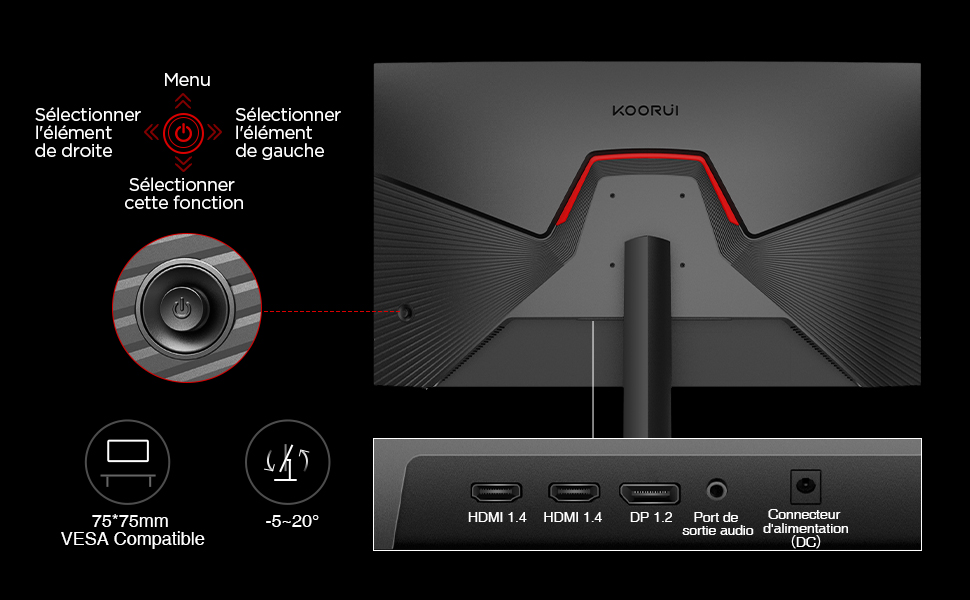 Menu
Sélectionner
l'élément
de droite
Sélectionner
l'élément
de gauche
Sélectionner
cette fonction
KOORUI
75*75mm
VESA Compatible
-5~20°
HDMI 1.4
HDMI 1.4
DP 1.2
Port de
sortie audio
Connecteur
d'alimentation
(DC)